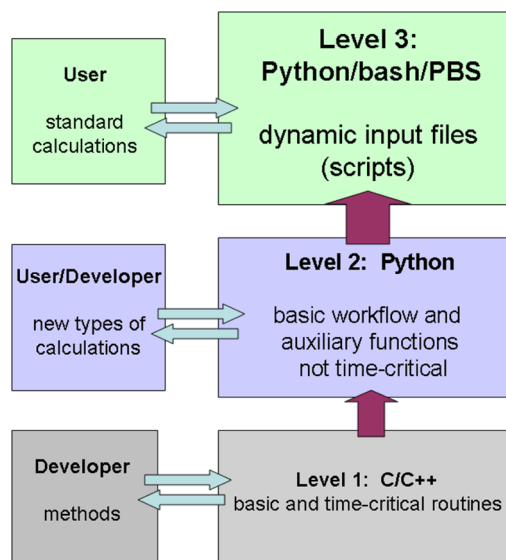 User
standard
calculations
Level 3:
Python/bash/PBS
dynamic input files
(scripts)
User/Developer
new types of
calculations
Level 2: Python
basic workflow and
auxiliary functions
not time-critical
Developer
methods
Level 1: C/C++
basic and time-critical routines